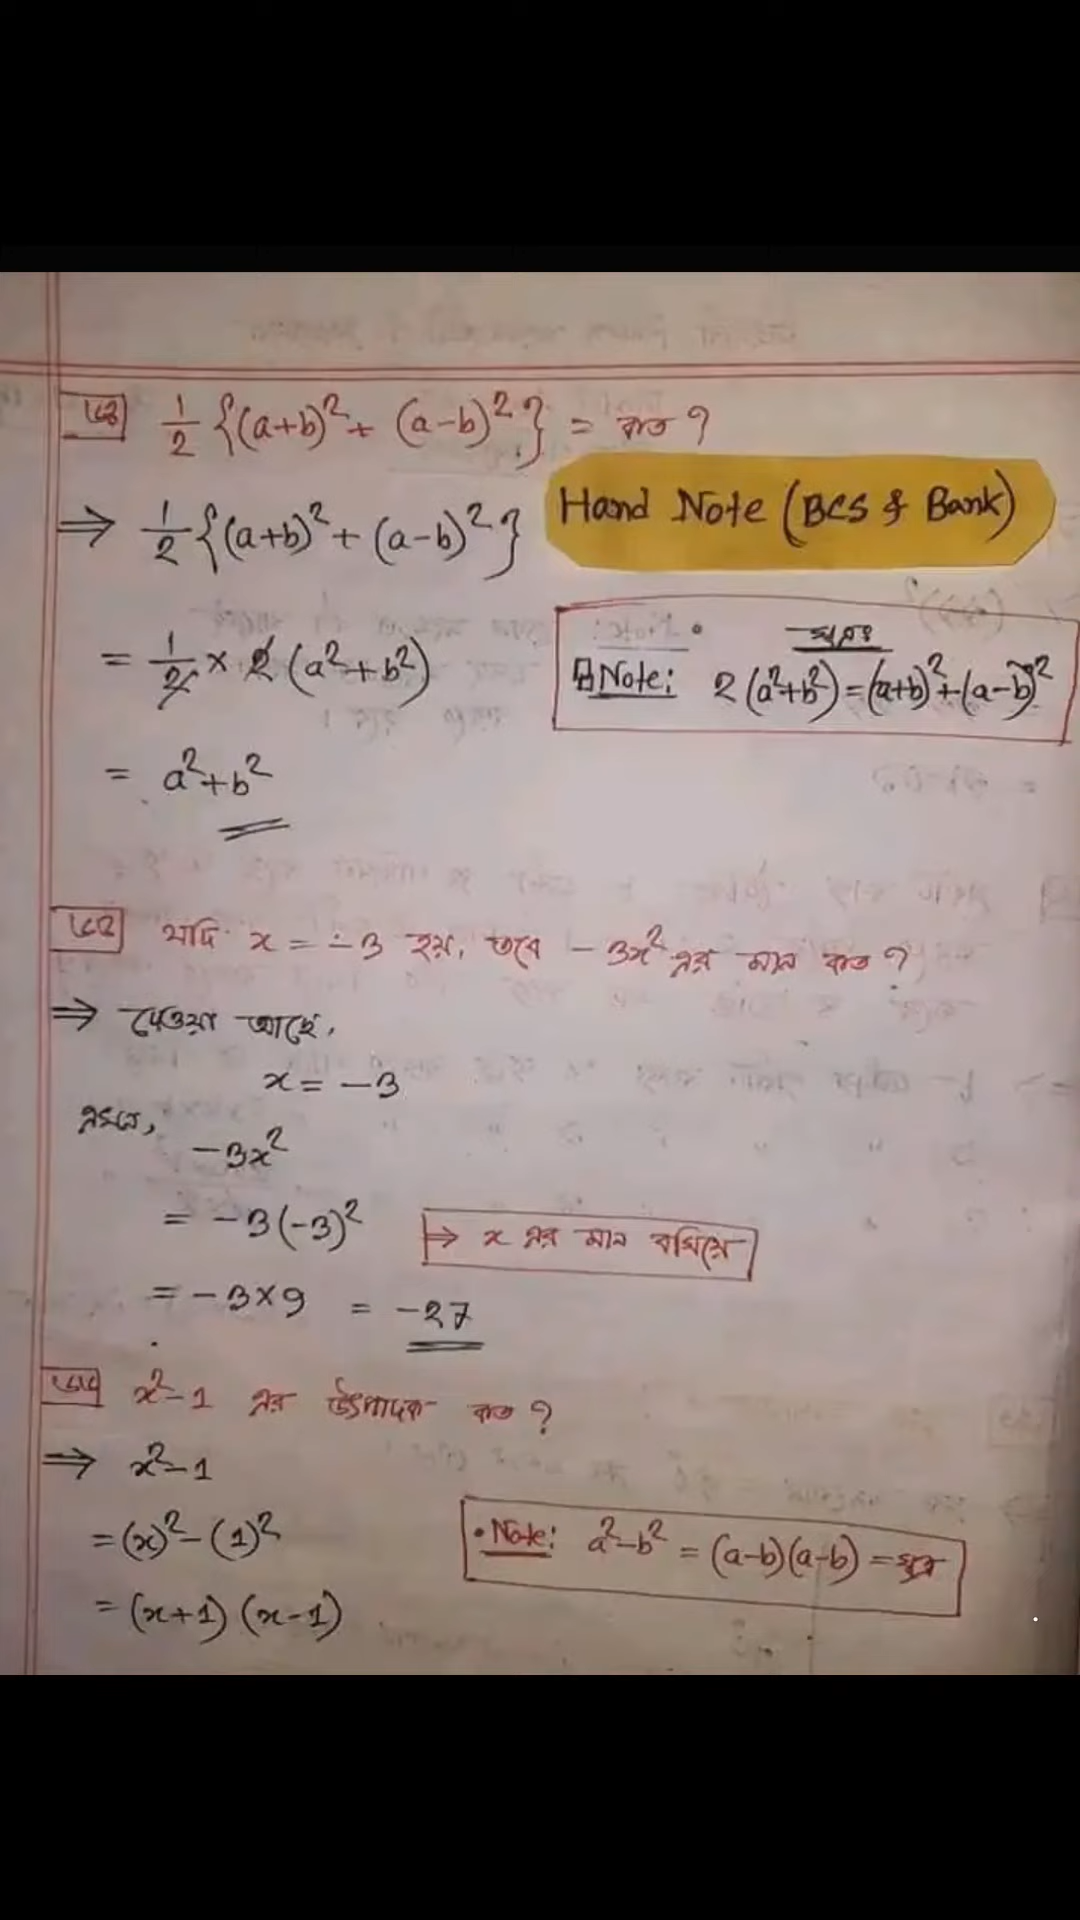 ½ {(a+b)² + (a-b)²} = কত ?
Hand Note (BCS & Bank)
⇒ ½ {(a+b)² + (a-b)²}
= ½ × 2 (a²+b²)
Note: 2(a²+b²) = (a+b)² + (a-b)²
= a²+b²
৩৫ যদি x = -3 হয়, তবে -3x² এর মান কত ?
⇒ দেওয়া আছে,
x = -3
এখন,
-3x²
= -3(-3)²
→ x এর মান বসিয়ে
= -3×9 = -27
x²-1 এর উৎপাদক কত ?
⇒ x²-1
= (x)² - (1)²
• Note: a²-b² = (a-b)(a-b) = সূত্র
= (x+1) (x-1)